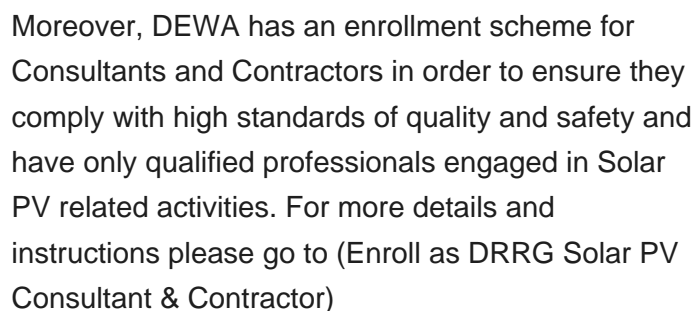 Moreover, DEWA has an enrollment scheme for
Consultants and Contractors in order to ensure they
comply with high standards of quality and safety and
have only qualified professionals engaged in Solar
PV related activities. For more details and
instructions please go to (Enroll as DRRG Solar PV
Consultant & Contractor)